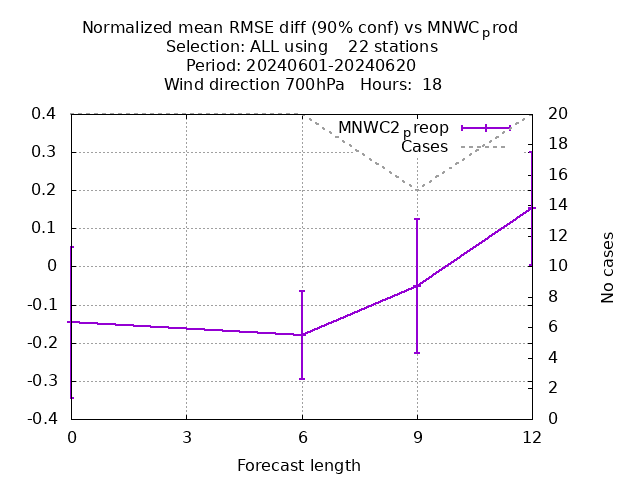 Normalized mean RMSE diff (90% conf) vs MNWCprod
Selection: ALL using    22 stations
Period: 20240601-20240620
Wind direction 700hPa   Hours:  18
MNWC2preop
Cases
0.4
0.3
0.2
0.1
0
-0.1
-0.2
-0.3
-0.4
20
18
16
14
12
10
8
6
4
2
0
No cases
0 3 6 9 12
Forecast length